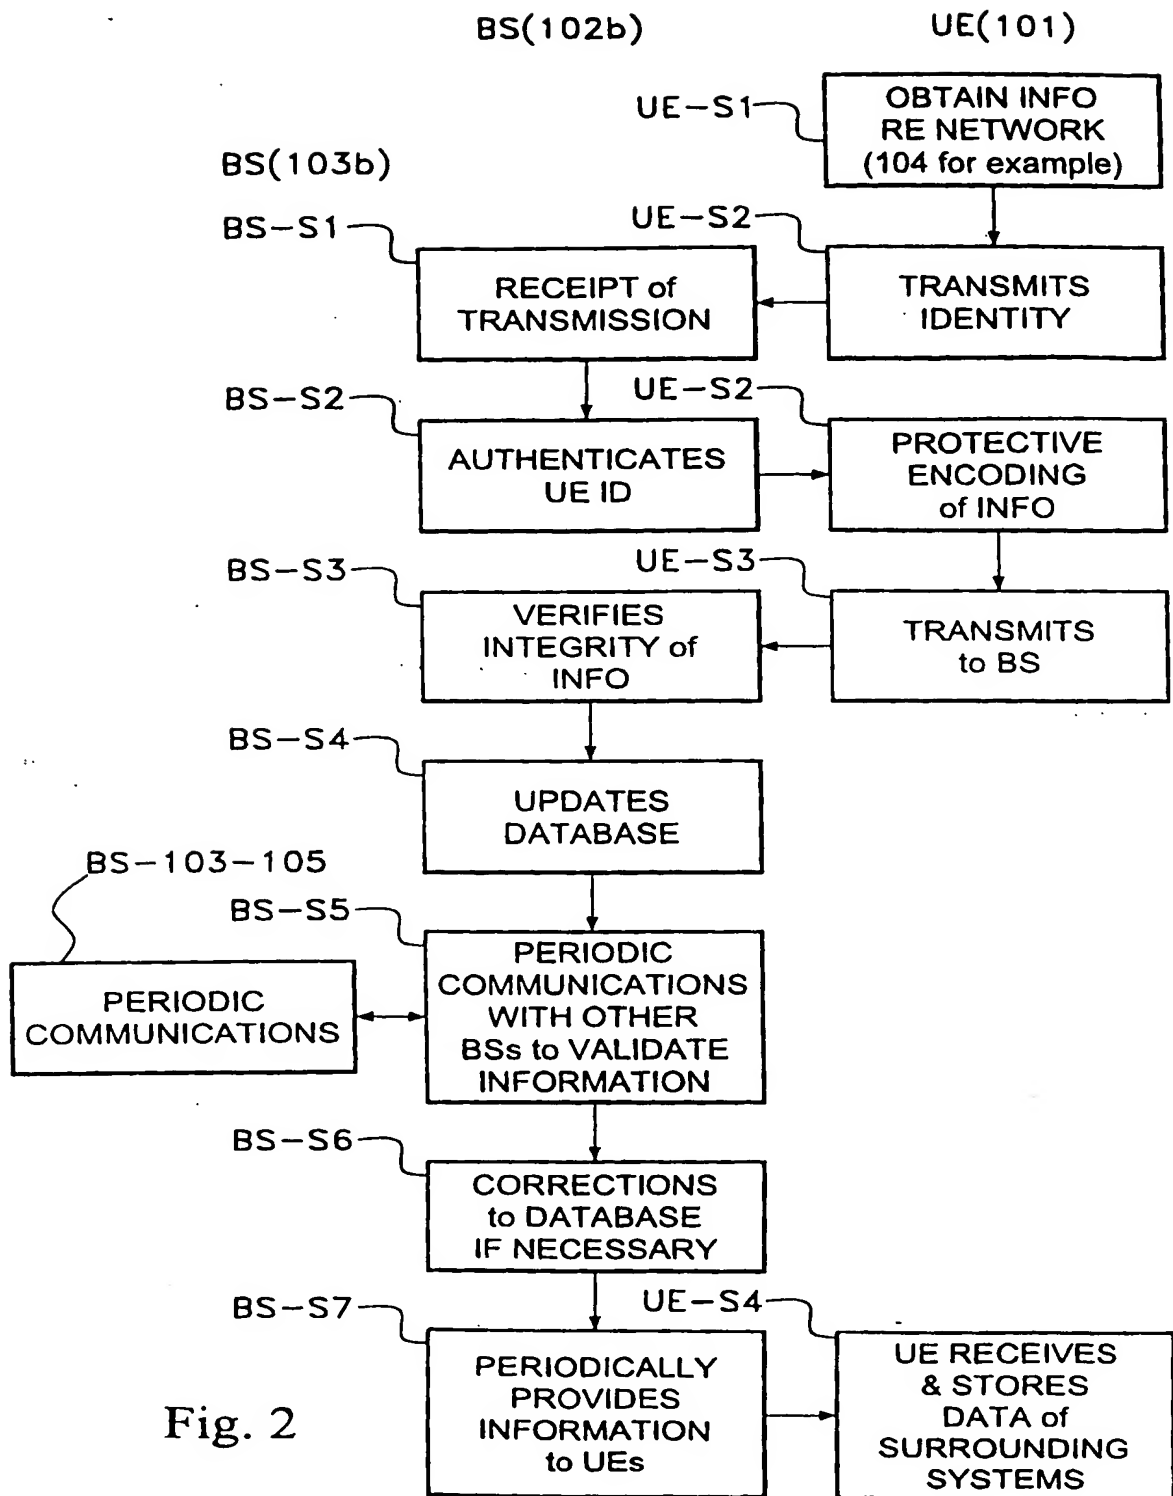 BS(102b)
UE(101)
UE-S1
OBTAIN INFO
RE NETWORK
(104 for example)
BS(103b)
BS-S1
RECEIPT of
TRANSMISSION
UE-S2
TRANSMITS
IDENTITY
BS-S2
AUTHENTICATES
UE ID
UE-S2
PROTECTIVE
ENCODING
of INFO
BS-S3
VERIFIES
INTEGRITY of
INFO
UE-S3
TRANSMITS
to BS
BS-S4
UPDATES
DATABASE
BS-103-105
PERIODIC
COMMUNICATIONS
BS-S5
PERIODIC
COMMUNICATIONS
WITH OTHER
BSs to VALIDATE
INFORMATION
BS-S6
CORRECTIONS
to DATABASE
IF NECESSARY
BS-S7
PERIODICALLY
PROVIDES
INFORMATION
to UEs
UE-S4
UE RECEIVES
& STORES
DATA of
SURROUNDING
SYSTEMS
Fig. 2